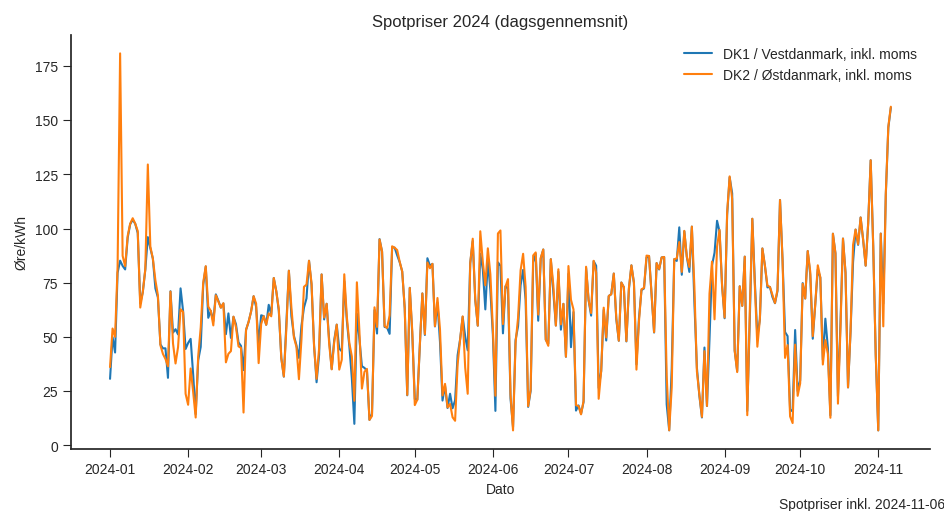 Spotpriser 2024 (dagsgennemsnit)
DK1 / Vestdanmark, inkl. moms
DK2 / Østdanmark, inkl. moms
Øre/kWh
175
150
125
100
75
50
25
0
2024-01 2024-02 2024-03 2024-04 2024-05 2024-06 2024-07 2024-08 2024-09 2024-10 2024-11
Dato
Spotpriser inkl. 2024-11-06